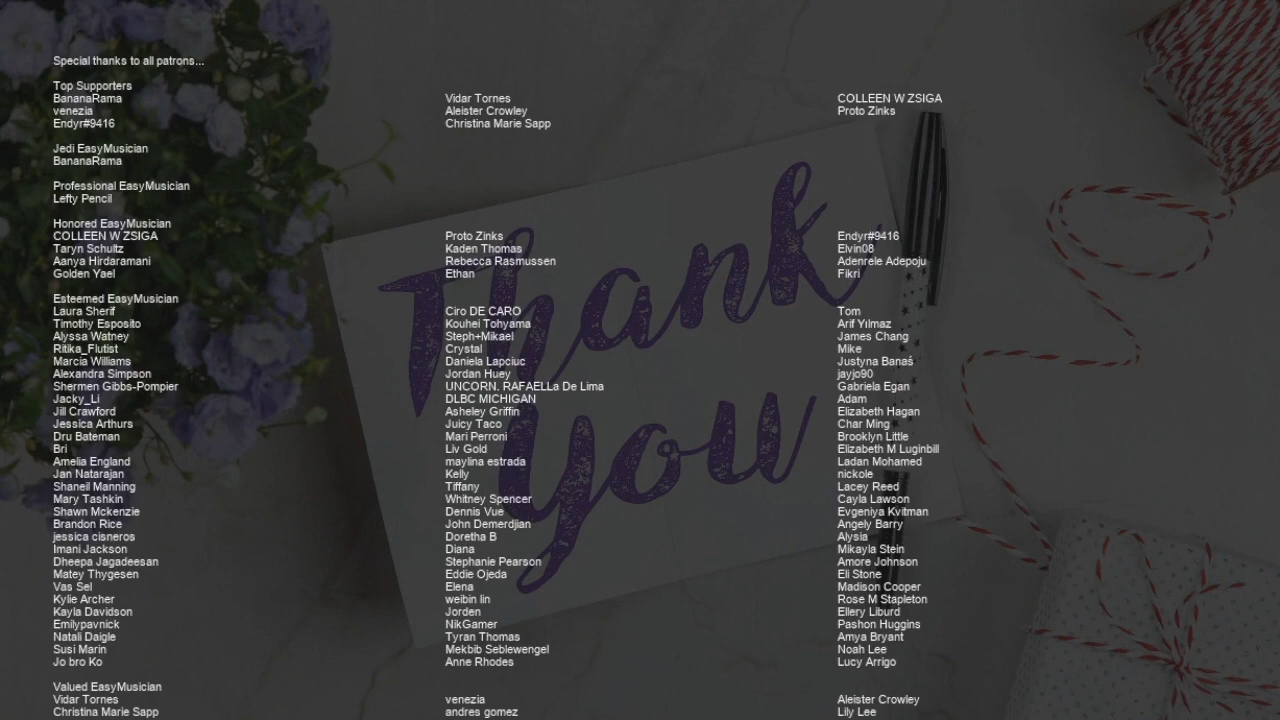 Special thanks to all patrons...
Top Supporters
BananaRama Vidar Tornes COLLEEN W ZSIGA
venezia Aleister Crowley Proto Zinks
Endyr#9416 Christina Marie Sapp
Jedi EasyMusician
BananaRama
Professional EasyMusician
Lefty Pencil
Honored EasyMusician
COLLEEN W ZSIGA Proto Zinks Endyr#9416
Taryn Schultz Kaden Thomas Elvin08
Aanya Hirdaramani Rebecca Rasmussen Adenrele Adepoju
Golden Yael Ethan Fikri
Esteemed EasyMusician
Laura Sherif Ciro DE CARO Tom
Timothy Esposito Kouhei Tohyama Arif Yılmaz
Alyssa Watney Steph+Mikael James Chang
Ritika_Flutist Crystal Mike
Marcia Williams Daniela Lapciuc Justyna Banaś
Alexandra Simpson Jordan Huey jayjo90
Shermen Gibbs-Pompier UNCORN. RAFAELLa De Lima Gabriela Egan
Jacky_Li DLBC MICHIGAN Adam
Jill Crawford Asheley Griffin Elizabeth Hagan
Jessica Arthurs Juicy Taco Char Ming
Dru Bateman Mari Perroni Brooklyn Little
Bri Liv Gold Elizabeth M Luginbill
Amelia England maylina estrada Ladan Mohamed
Jan Natarajan Kelly nickole
Shaneil Manning Tiffany Lacey Reed
Mary Tashkin Whitney Spencer Cayla Lawson
Shawn Mckenzie Dennis Vue Evgeniya Kvitman
Brandon Rice John Demerdjian Angely Barry
jessica cisneros Doretha B Alysia
Imani Jackson Diana Mikayla Stein
Dheepa Jagadeesan Stephanie Pearson Amore Johnson
Matey Thygesen Eddie Ojeda Eli Stone
Vas Sel Elena Madison Cooper
Kylie Archer weibin lin Rose M Stapleton
Kayla Davidson Jorden Ellery Liburd
Emilypavnick NikGamer Pashon Huggins
Natali Daigle Tyran Thomas Amya Bryant
Susi Marin Mekbib Seblewengel Noah Lee
Jo bro Ko Anne Rhodes Lucy Arrigo
Valued EasyMusician
Vidar Tornes venezia Aleister Crowley
Christina Marie Sapp andres gomez Lily Lee
Thank
you